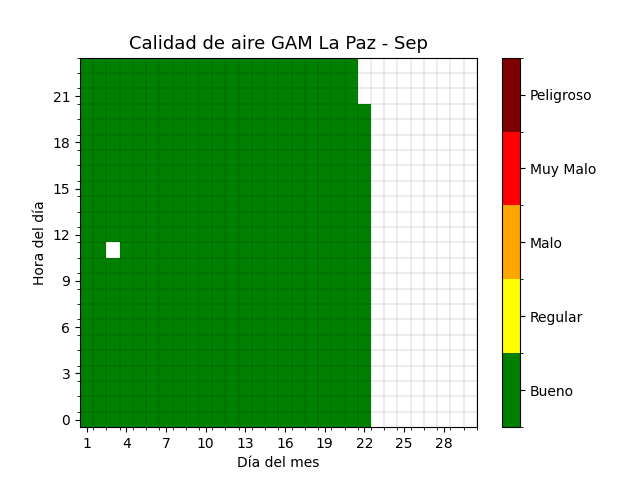 Calidad de aire GAM La Paz - Sep
Hora del día
21
18
15
12
9
6
3
0
1 4 7 10 13 16 19 22 25 28
Día del mes
Peligroso
Muy Malo
Malo
Regular
Bueno